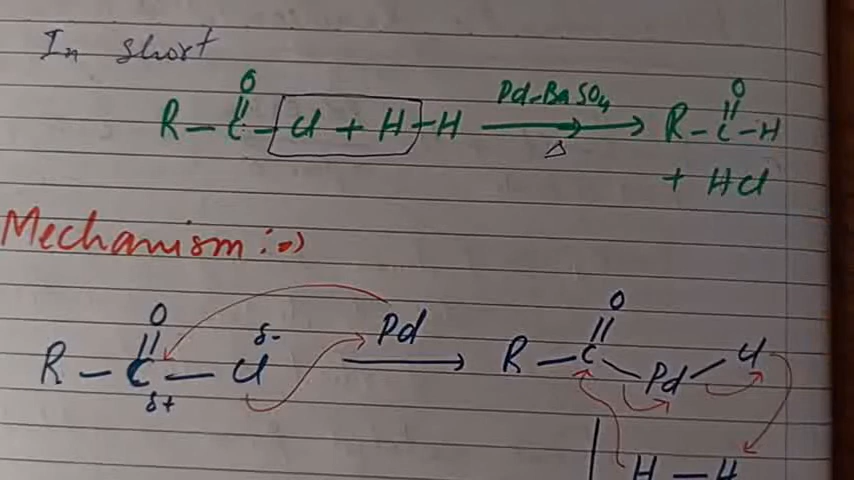 In short
O
R-C-Cl + H-H Pd-BaSO4 Δ R-C-H
O
+ HCl
Mechanism :-)
O
R-C-Cl
δ+ δ-
Pd
O
R-C-Pd-Cl
H-H